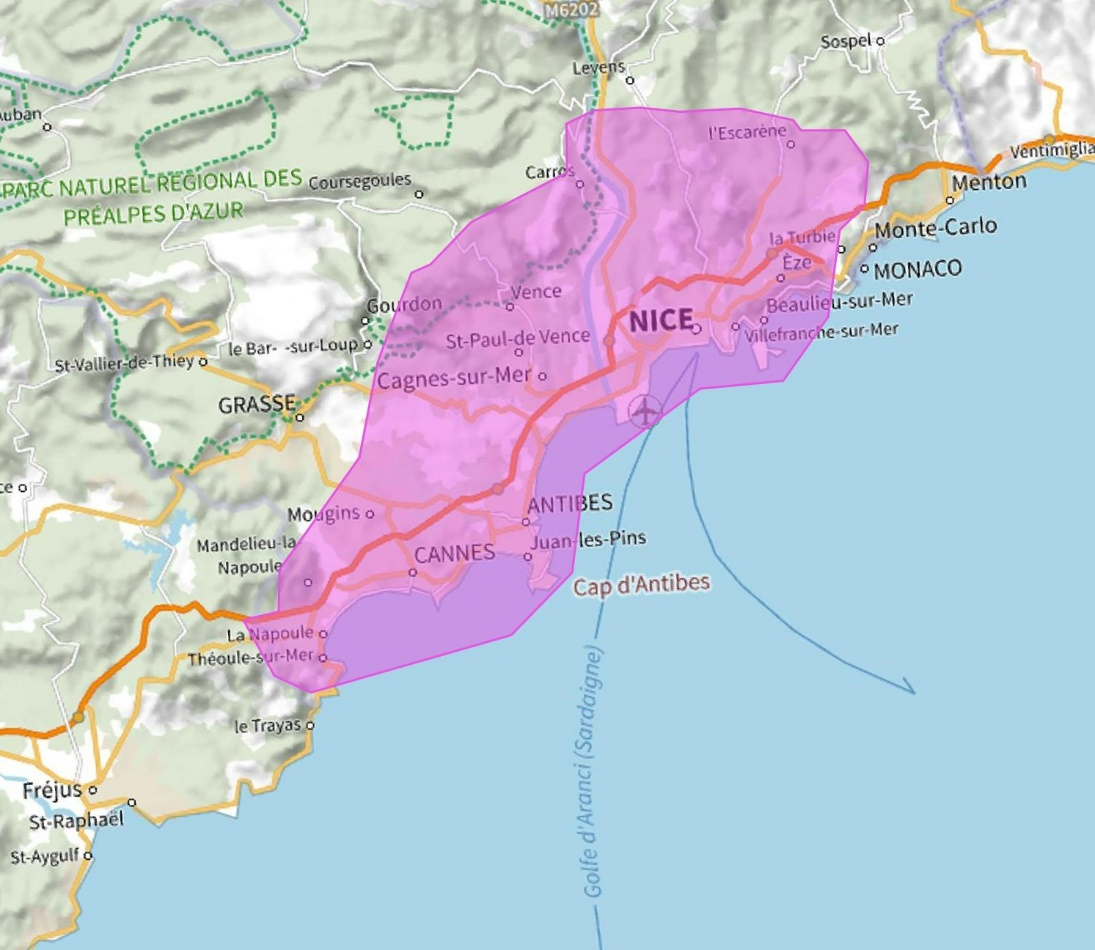 M6202
Sospel
Levens
Auban
l'Escarène
Ventimiglia
PARC NATUREL RÉGIONAL DES
PRÉALPES D'AZUR
Coursegoules
Carros
Menton
la Turbie
Monte-Carlo
Èze
MONACO
Gourdon
Vence
Beaulieu-sur-Mer
NICE
Villefranche-sur-Mer
St-Paul-de Vence
le Bar- -sur-Loup
St-Vallier-de-Thiey
Cagnes-sur-Mer
GRASSE
ce
ANTIBES
Mougins
Juan-les-Pins
Mandelieu-la-
Napoule
CANNES
Cap d'Antibes
La Napoule
Théoule-sur-Mer
le Trayas
Golfe d'Aranci (Sardaigne)
Fréjus
St-Raphaël
St-Aygulf